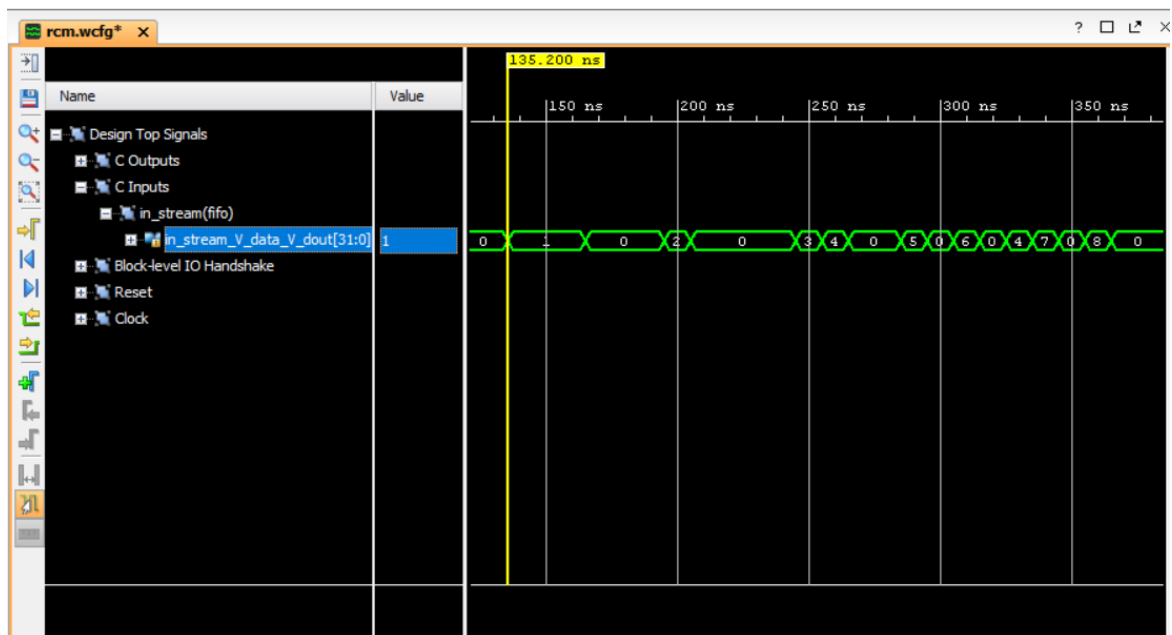 rcm.wcfg* X
?
135.200 ns
Name Value
150 ns 200 ns 250 ns 300 ns 350 ns
Design Top Signals
C Outputs
C Inputs
in_stream(fifo)
in_stream_V_data_V_dout[31:0] 1 0 1 0 2 0 3 4 0 5 0 6 0 4 7 0 8 0
Block-level IO Handshake
Reset
Clock